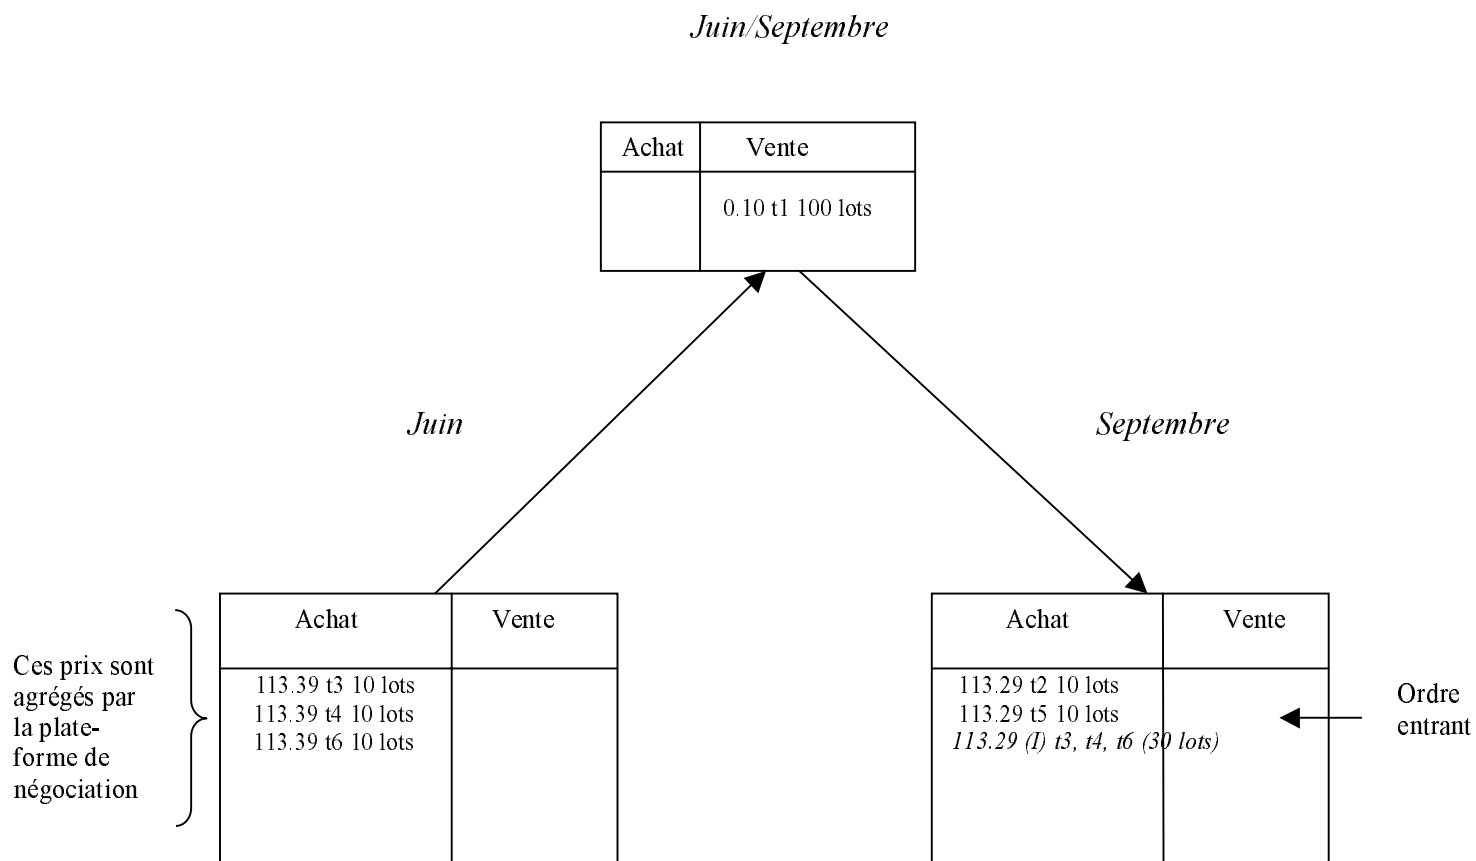 Juin/Septembre
Achat Vente
0.10 t1 100 lots
Juin
Septembre
Achat Vente
113.39 t3 10 lots
113.39 t4 10 lots
113.39 t6 10 lots
Ces prix sont
agrégés par
la plate-
forme de
négociation
Achat Vente
113.29 t2 10 lots
113.29 t5 10 lots
113.29 (I) t3, t4, t6 (30 lots)
Ordre
entrant